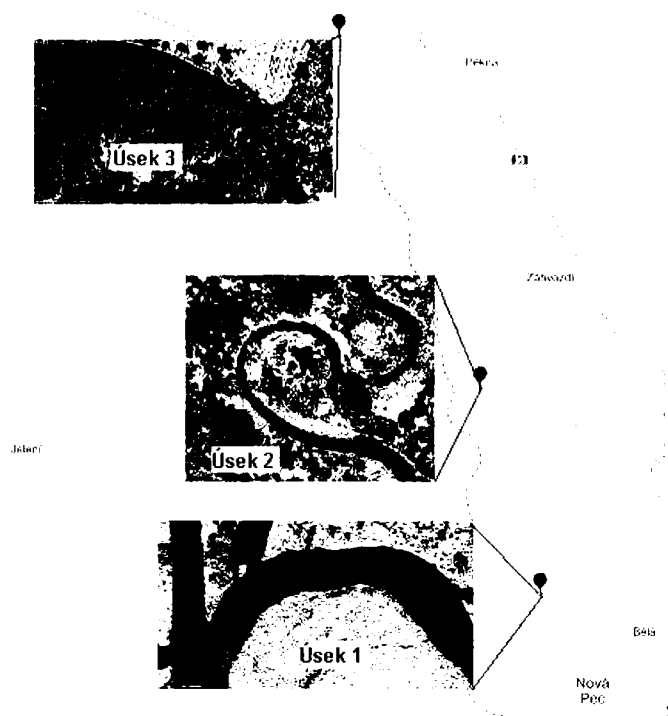 Pěkná
Úsek 3
Záhvozdí
Jelení
Úsek 2
Úsek 1
Bělá
Nová
Pec